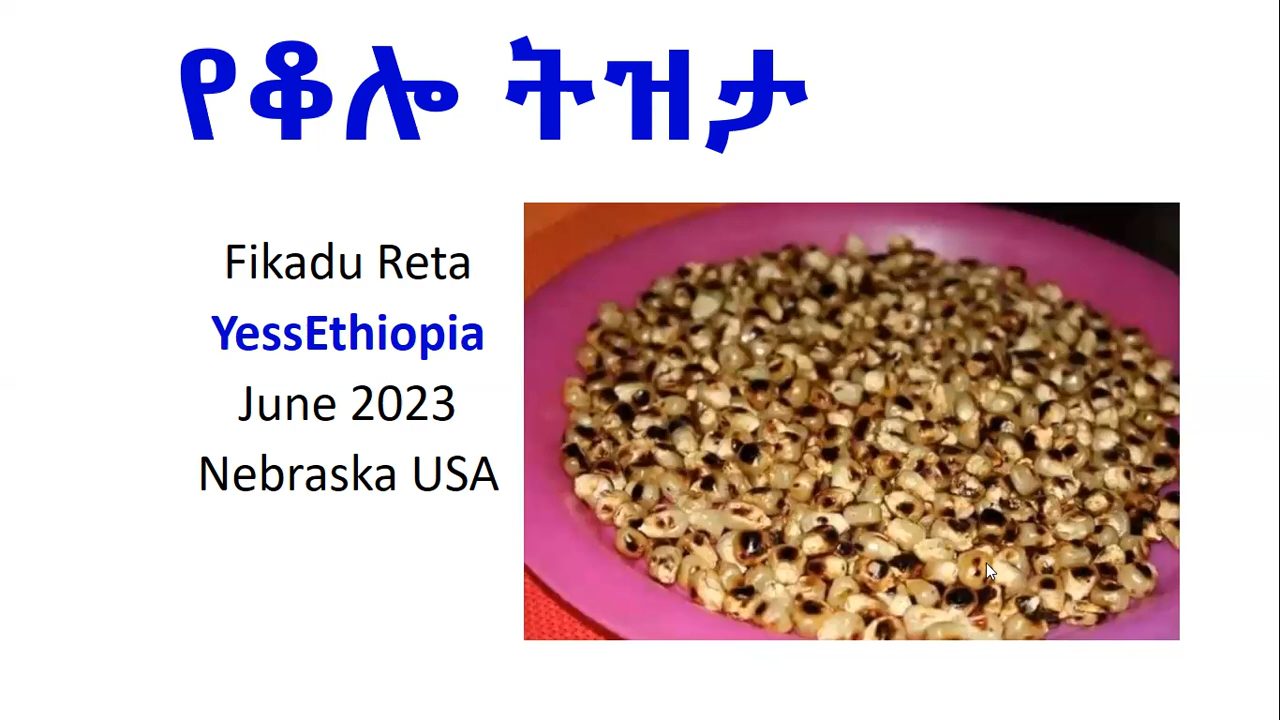 የቆሎ ትዝታ
Fikadu Reta
YessEthiopia
June 2023
Nebraska USA